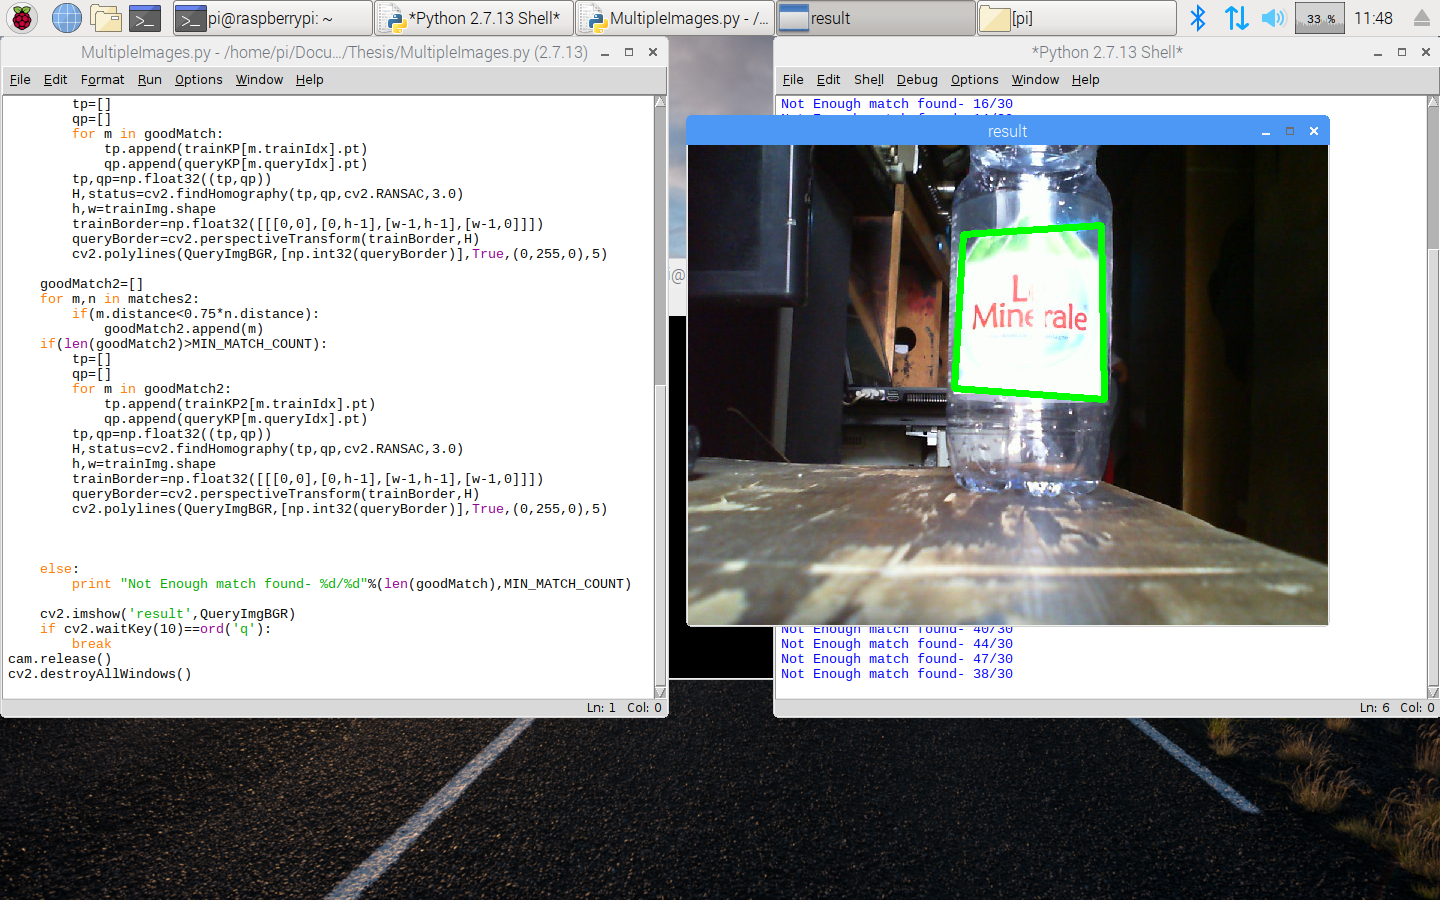 pi@raspberrypi: ~
*Python 2.7.13 Shell*
MultipleImages.py - /...
result
[pi]
33 %
11:48
MultipleImages.py - /home/pi/Docu.../Thesis/MultipleImages.py (2.7.13)
File Edit Format Run Options Window Help
tp=[]
qp=[]
for m in goodMatch:
tp.append(trainKP[m.trainIdx].pt)
qp.append(queryKP[m.queryIdx].pt)
tp,qp=np.float32((tp,qp))
H,status=cv2.findHomography(tp,qp,cv2.RANSAC,3.0)
h,w=trainImg.shape
trainBorder=np.float32([[[0,0],[0,h-1],[w-1,h-1],[w-1,0]]])
queryBorder=cv2.perspectiveTransform(trainBorder,H)
cv2.polylines(QueryImgBGR,[np.int32(queryBorder)],True,(0,255,0),5)
goodMatch2=[]
for m,n in matches2:
if(m.distance<0.75*n.distance):
goodMatch2.append(m)
if(len(goodMatch2)>MIN_MATCH_COUNT):
tp=[]
qp=[]
for m in goodMatch2:
tp.append(trainKP2[m.trainIdx].pt)
qp.append(queryKP[m.queryIdx].pt)
tp,qp=np.float32((tp,qp))
H,status=cv2.findHomography(tp,qp,cv2.RANSAC,3.0)
h,w=trainImg.shape
trainBorder=np.float32([[[0,0],[0,h-1],[w-1,h-1],[w-1,0]]])
queryBorder=cv2.perspectiveTransform(trainBorder,H)
cv2.polylines(QueryImgBGR,[np.int32(queryBorder)],True,(0,255,0),5)
else:
print "Not Enough match found- %d/%d"%(len(goodMatch),MIN_MATCH_COUNT)
cv2.imshow('result',QueryImgBGR)
if cv2.waitKey(10)==ord('q'):
break
cam.release()
cv2.destroyAllWindows()
Ln: 1 Col: 0
i@
*Python 2.7.13 Shell*
File Edit Shell Debug Options Window Help
Not Enough match found- 16/30
result
Minerale
Not Enough match found- 40/30
Not Enough match found- 44/30
Not Enough match found- 47/30
Not Enough match found- 38/30
Ln: 6 Col: 0